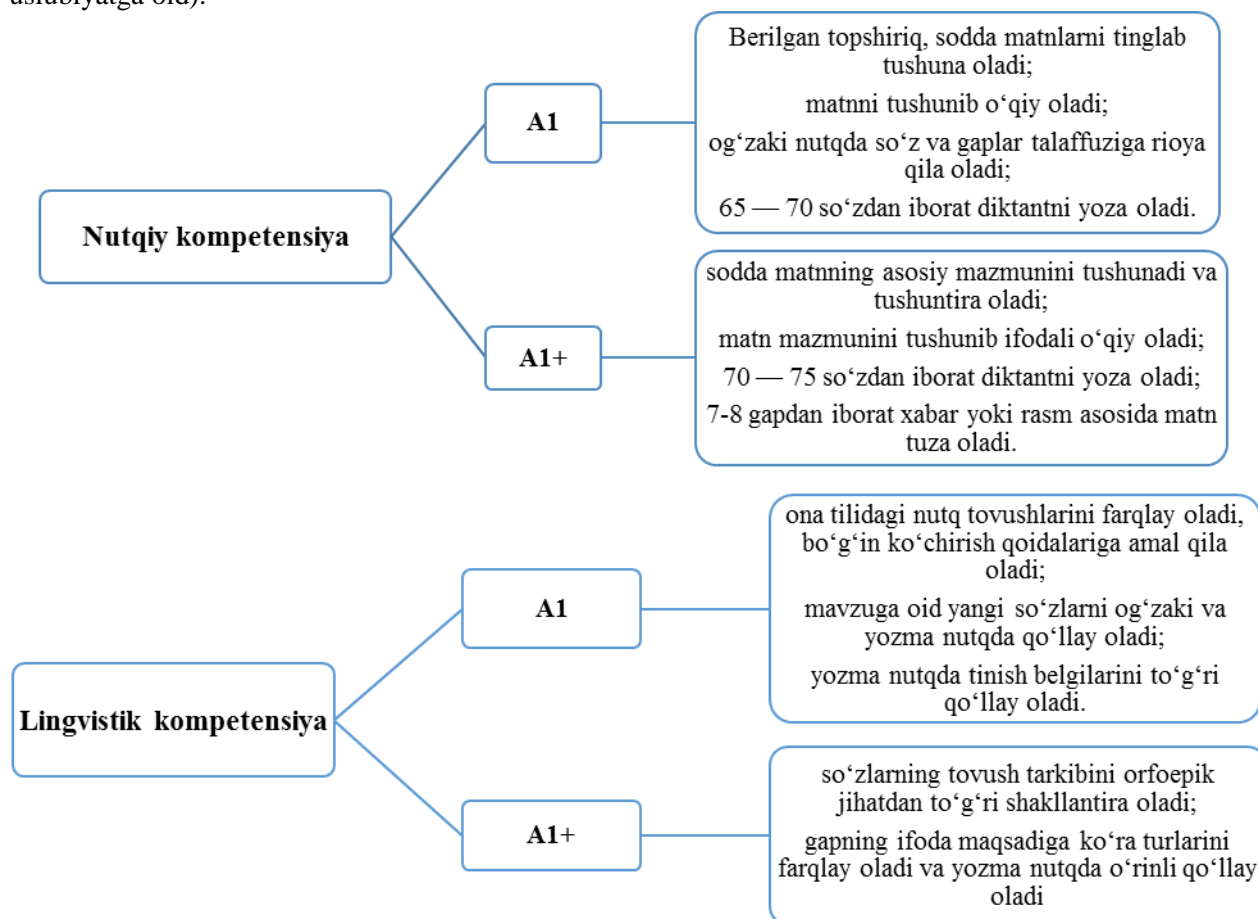 uslubiyatga oid).
Nutqiy kompetensiya
A1
Berilgan topshiriq, sodda matnlarni tinglab
tushuna oladi;
matnni tushunib o‘qiy oladi;
og‘zaki nutqda so‘z va gaplar talaffuziga rioya
qila oladi;
65 — 70 so‘zdan iborat diktantni yoza oladi.
A1+
sodda matnning asosiy mazmunini tushunadi va
tushuntira oladi;
matn mazmunini tushunib ifodali o‘qiy oladi;
70 — 75 so‘zdan iborat diktantni yoza oladi;
7-8 gapdan iborat xabar yoki rasm asosida matn
tuza oladi.
Lingvistik kompetensiya
A1
ona tilidagi nutq tovushlarini farqlay oladi,
bo‘g‘in ko‘chirish qoidalariga amal qila
oladi;
mavzuga oid yangi so‘zlarni og‘zaki va
yozma nutqda qo‘llay oladi;
yozma nutqda tinish belgilarini to‘g‘ri
qo‘llay oladi.
A1+
so‘zlarning tovush tarkibini orfoepik
jihatdan to‘g‘ri shakllantira oladi;
gapning ifoda maqsadiga ko‘ra turlarini
farqlay oladi va yozma nutqda o‘rinli qo‘llay
oladi